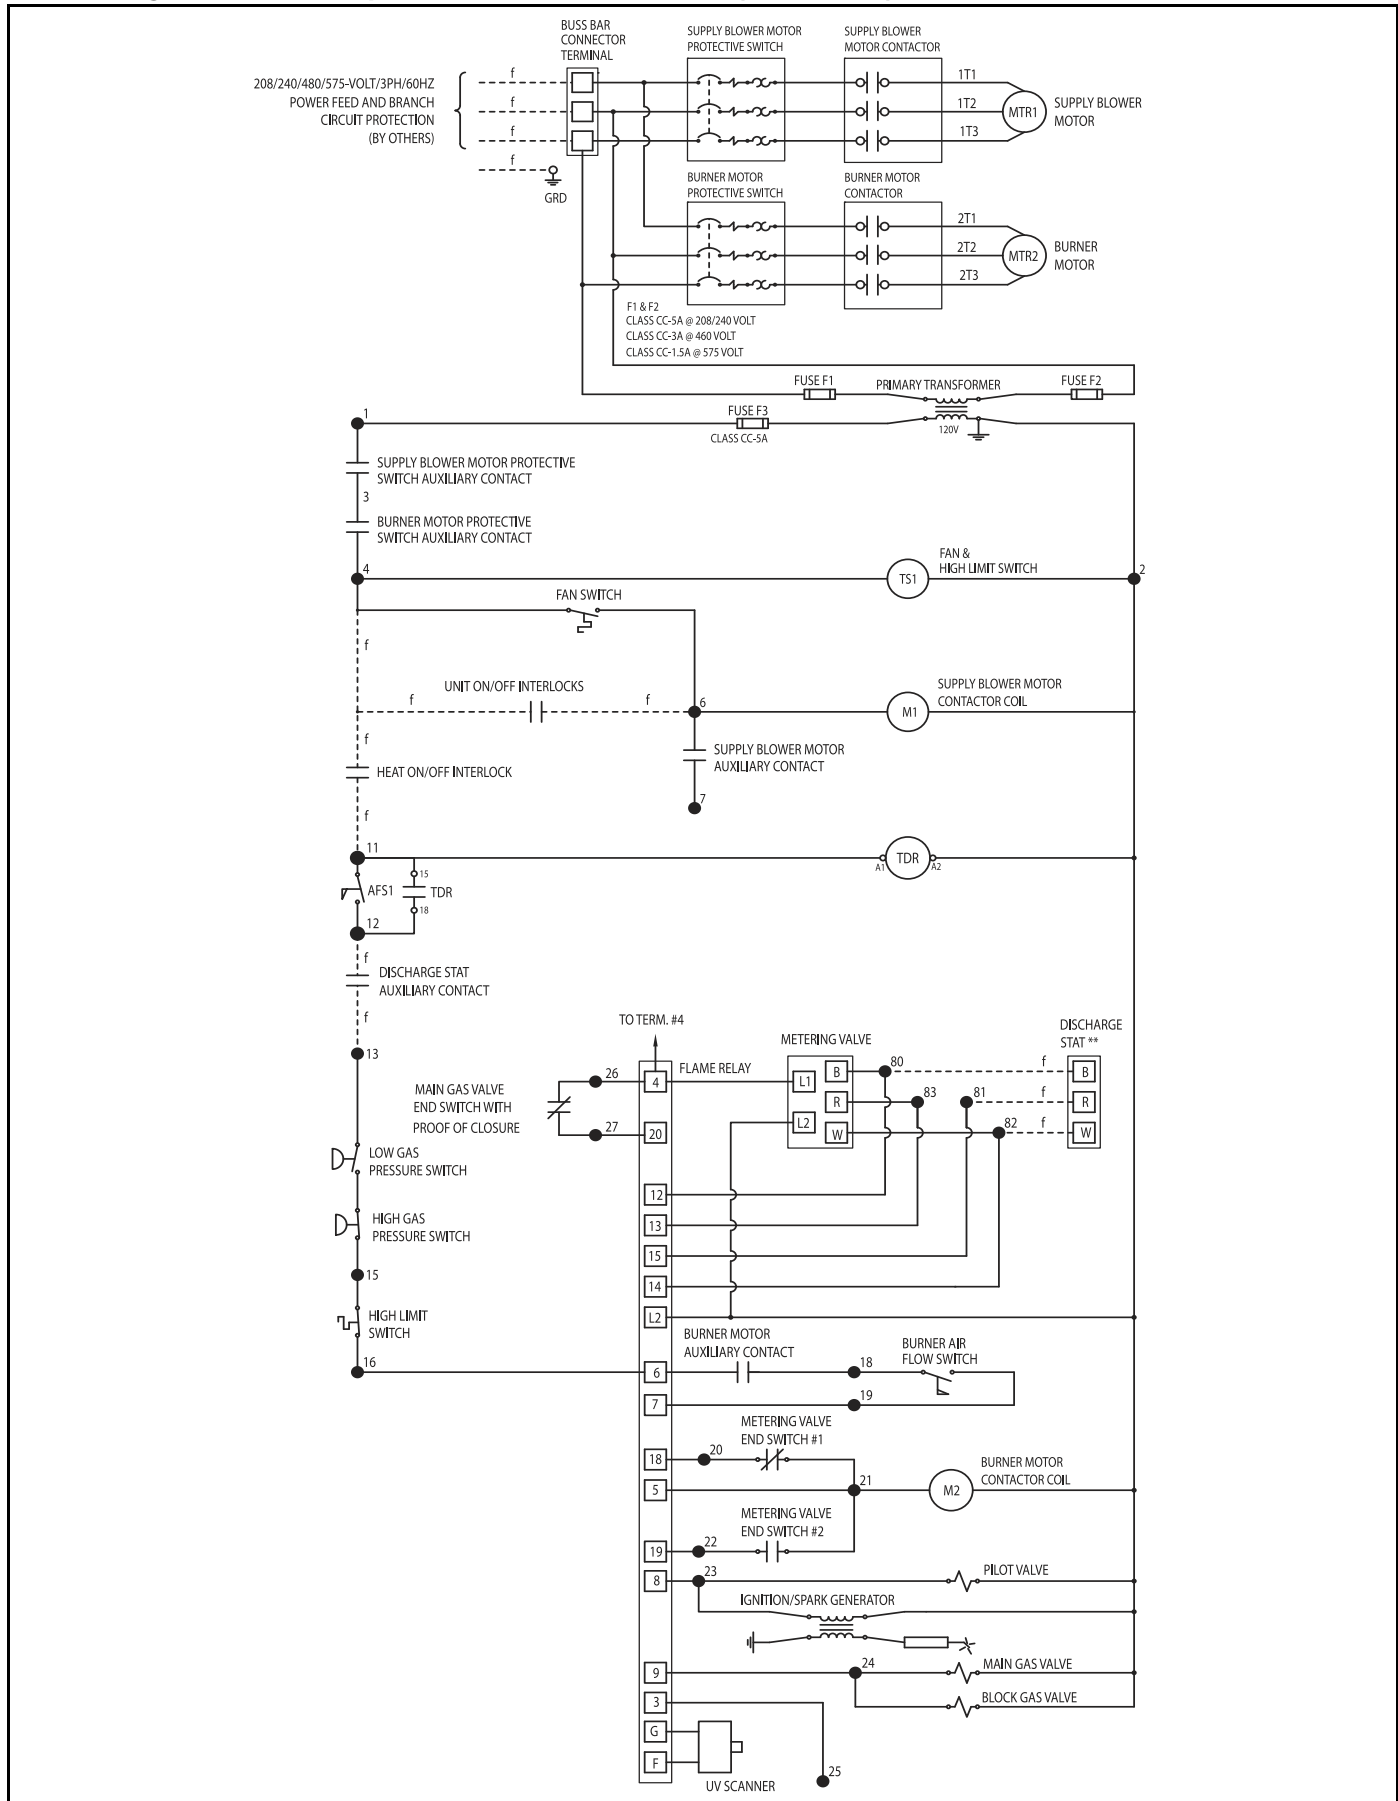 BUSS BAR
CONNECTOR
TERMINAL
SUPPLY BLOWER MOTOR
PROTECTIVE SWITCH
SUPPLY BLOWER
MOTOR CONTACTOR
208/240/480/575-VOLT/3PH/60HZ
POWER FEED AND BRANCH
CIRCUIT PROTECTION
(BY OTHERS)
f
f
f
f
GRD
1T1
1T2
1T3
MTR1
SUPPLY BLOWER
MOTOR
BURNER MOTOR
PROTECTIVE SWITCH
BURNER MOTOR
CONTACTOR
2T1
2T2
2T3
MTR2
BURNER
MOTOR
F1 & F2
CLASS CC-5A @ 208/240 VOLT
CLASS CC-3A @ 460 VOLT
CLASS CC-1.5A @ 575 VOLT
FUSE F1
PRIMARY TRANSFORMER
FUSE F2
1
FUSE F3
CLASS CC-5A
120V
SUPPLY BLOWER MOTOR PROTECTIVE
SWITCH AUXILIARY CONTACT
3
BURNER MOTOR PROTECTIVE
SWITCH AUXILIARY CONTACT
4
TS1
FAN &
HIGH LIMIT SWITCH
2
FAN SWITCH
f
UNIT ON/OFF INTERLOCKS
f
f
6
M1
SUPPLY BLOWER MOTOR
CONTACTOR COIL
f
SUPPLY BLOWER MOTOR
AUXILIARY CONTACT
HEAT ON/OFF INTERLOCK
7
f
11
A1
TDR
A2
AFS1
15
TDR
18
12
f
DISCHARGE STAT
AUXILIARY CONTACT
f
13
TO TERM. #4
METERING VALVE
DISCHARGE
STAT **
26
4
FLAME RELAY
L1
B
80
f
B
MAIN GAS VALVE
END SWITCH WITH
PROOF OF CLOSURE
R
83
81
f
R
27
20
L2
W
82
f
W
LOW GAS
PRESSURE SWITCH
12
HIGH GAS
PRESSURE SWITCH
13
15
15
14
HIGH LIMIT
SWITCH
L2
BURNER MOTOR
AUXILIARY CONTACT
BURNER AIR
FLOW SWITCH
16
6
18
7
19
METERING VALVE
END SWITCH #1
18
20
5
21
M2
BURNER MOTOR
CONTACTOR COIL
METERING VALVE
END SWITCH #2
19
22
8
23
PILOT VALVE
IGNITION/SPARK GENERATOR
9
24
MAIN GAS VALVE
3
BLOCK GAS VALVE
G
F
UV SCANNER
25